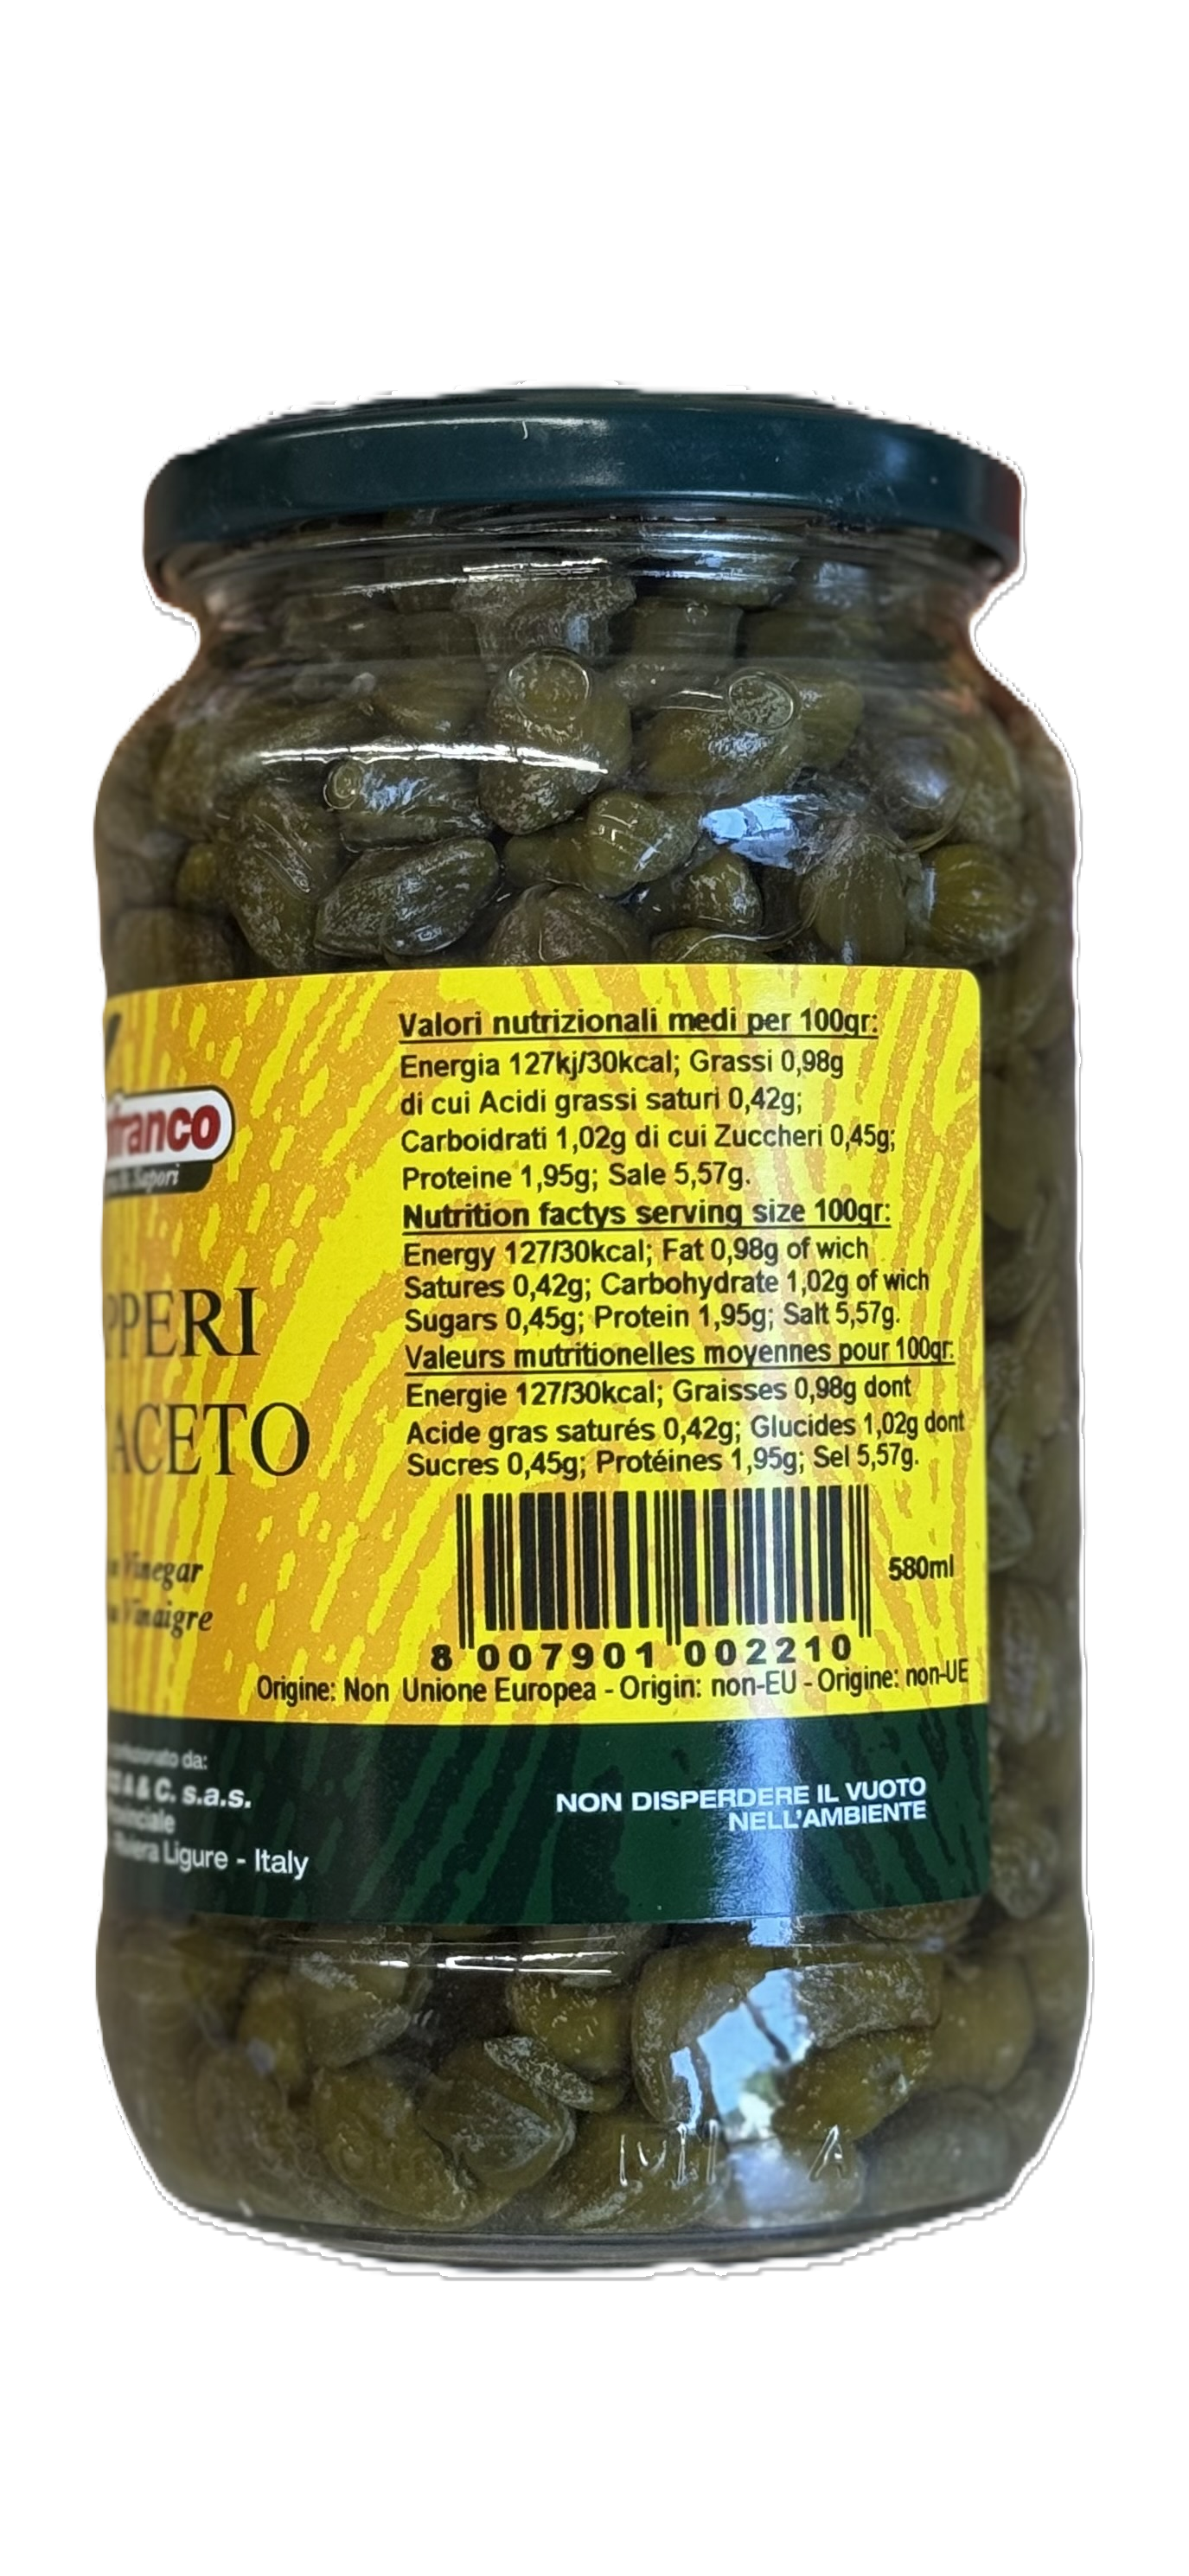 Valori nutrizionali medi per 100gr:
Energia 127kj/30kcal; Grassi 0,98g
di cui Acidi grassi saturi 0,42g;
Carboidrati 1,02g di cui Zuccheri 0,45g;
Proteine 1,95g; Sale 5,57g.
Nutrition factys serving size 100gr:
Energy 127/30kcal; Fat 0,98g of wich
Satures 0,42g; Carbohydrate 1,02g of wich
Sugars 0,45g; Protein 1,95g; Salt 5,57g.
Valeurs mutritionelles moyennes pour 100gr:
Energie 127/30kcal; Graisses 0,98g dont
Acide gras saturés 0,42g; Glucides 1,02g dont
Sucres 0,45g; Protéines 1,95g; Sel 5,57g.
580ml
8 007901 002210
Origine: Non Unione Europea - Origin: non-EU - Origine: non-UE
NON DISPERDERE IL VUOTO
NELL'AMBIENTE
franco
Sapori
PPERI
ACETO
Vinegar
Vinaigre
da:
& C. s.a.s.
Ligure - Italy